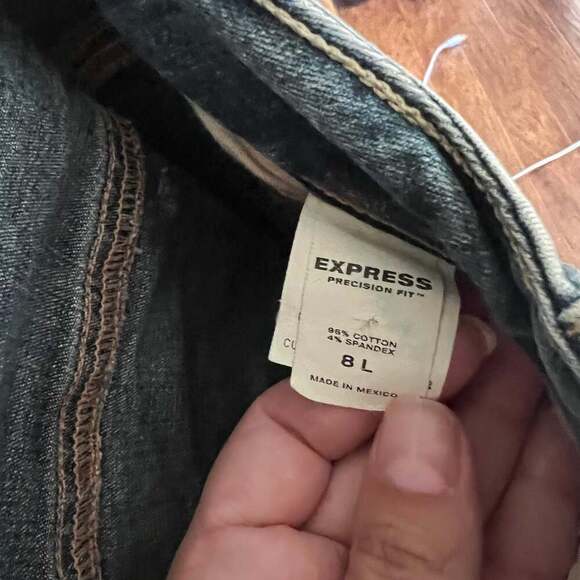 EXPRESS
PRECISION FIT™
96% COTTON
4% SPANDEX
8 L
MADE IN MEXICO